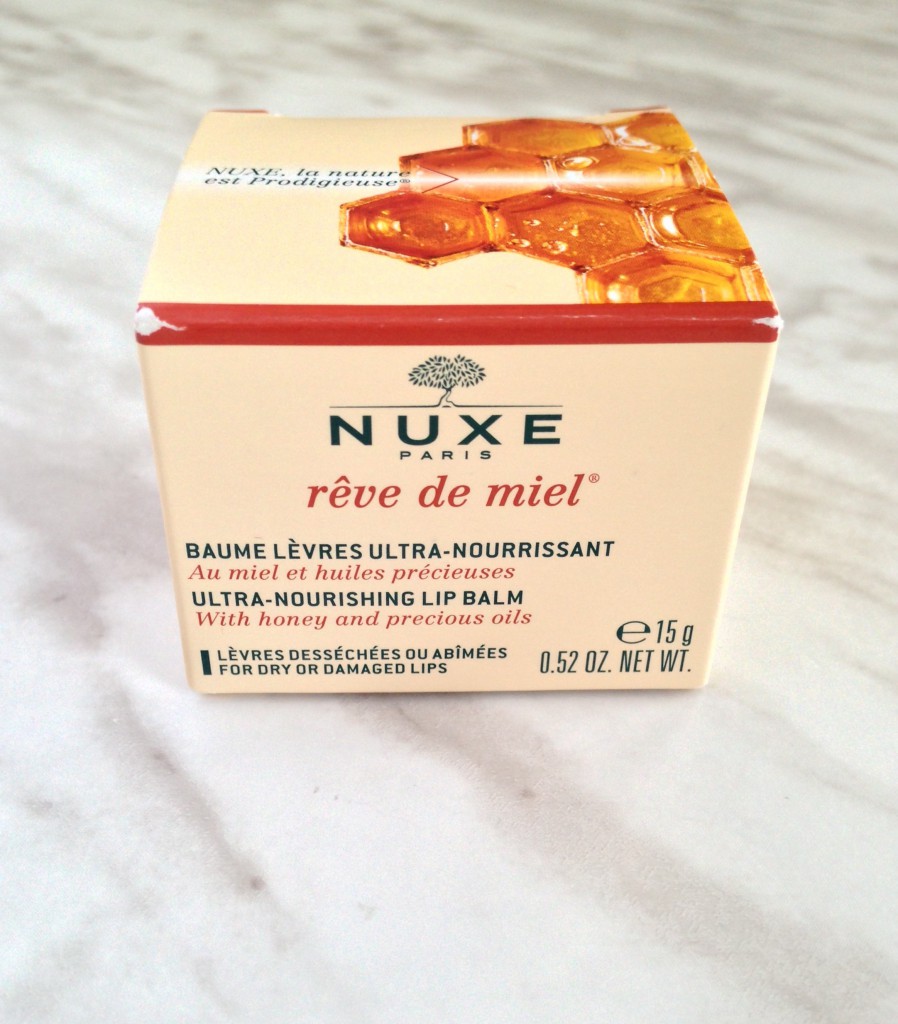 NUXE, la nature
est Prodigieuse®
NUXE
PARIS
rêve de miel®
BAUME LÈVRES ULTRA-NOURRISSANT
Au miel et huiles précieuses
ULTRA-NOURISHING LIP BALM
With honey and precious oils
LÈVRES DESSÉCHÉES OU ABÎMÉES
FOR DRY OR DAMAGED LIPS
℮ 15 g
0.52 OZ. NET WT.